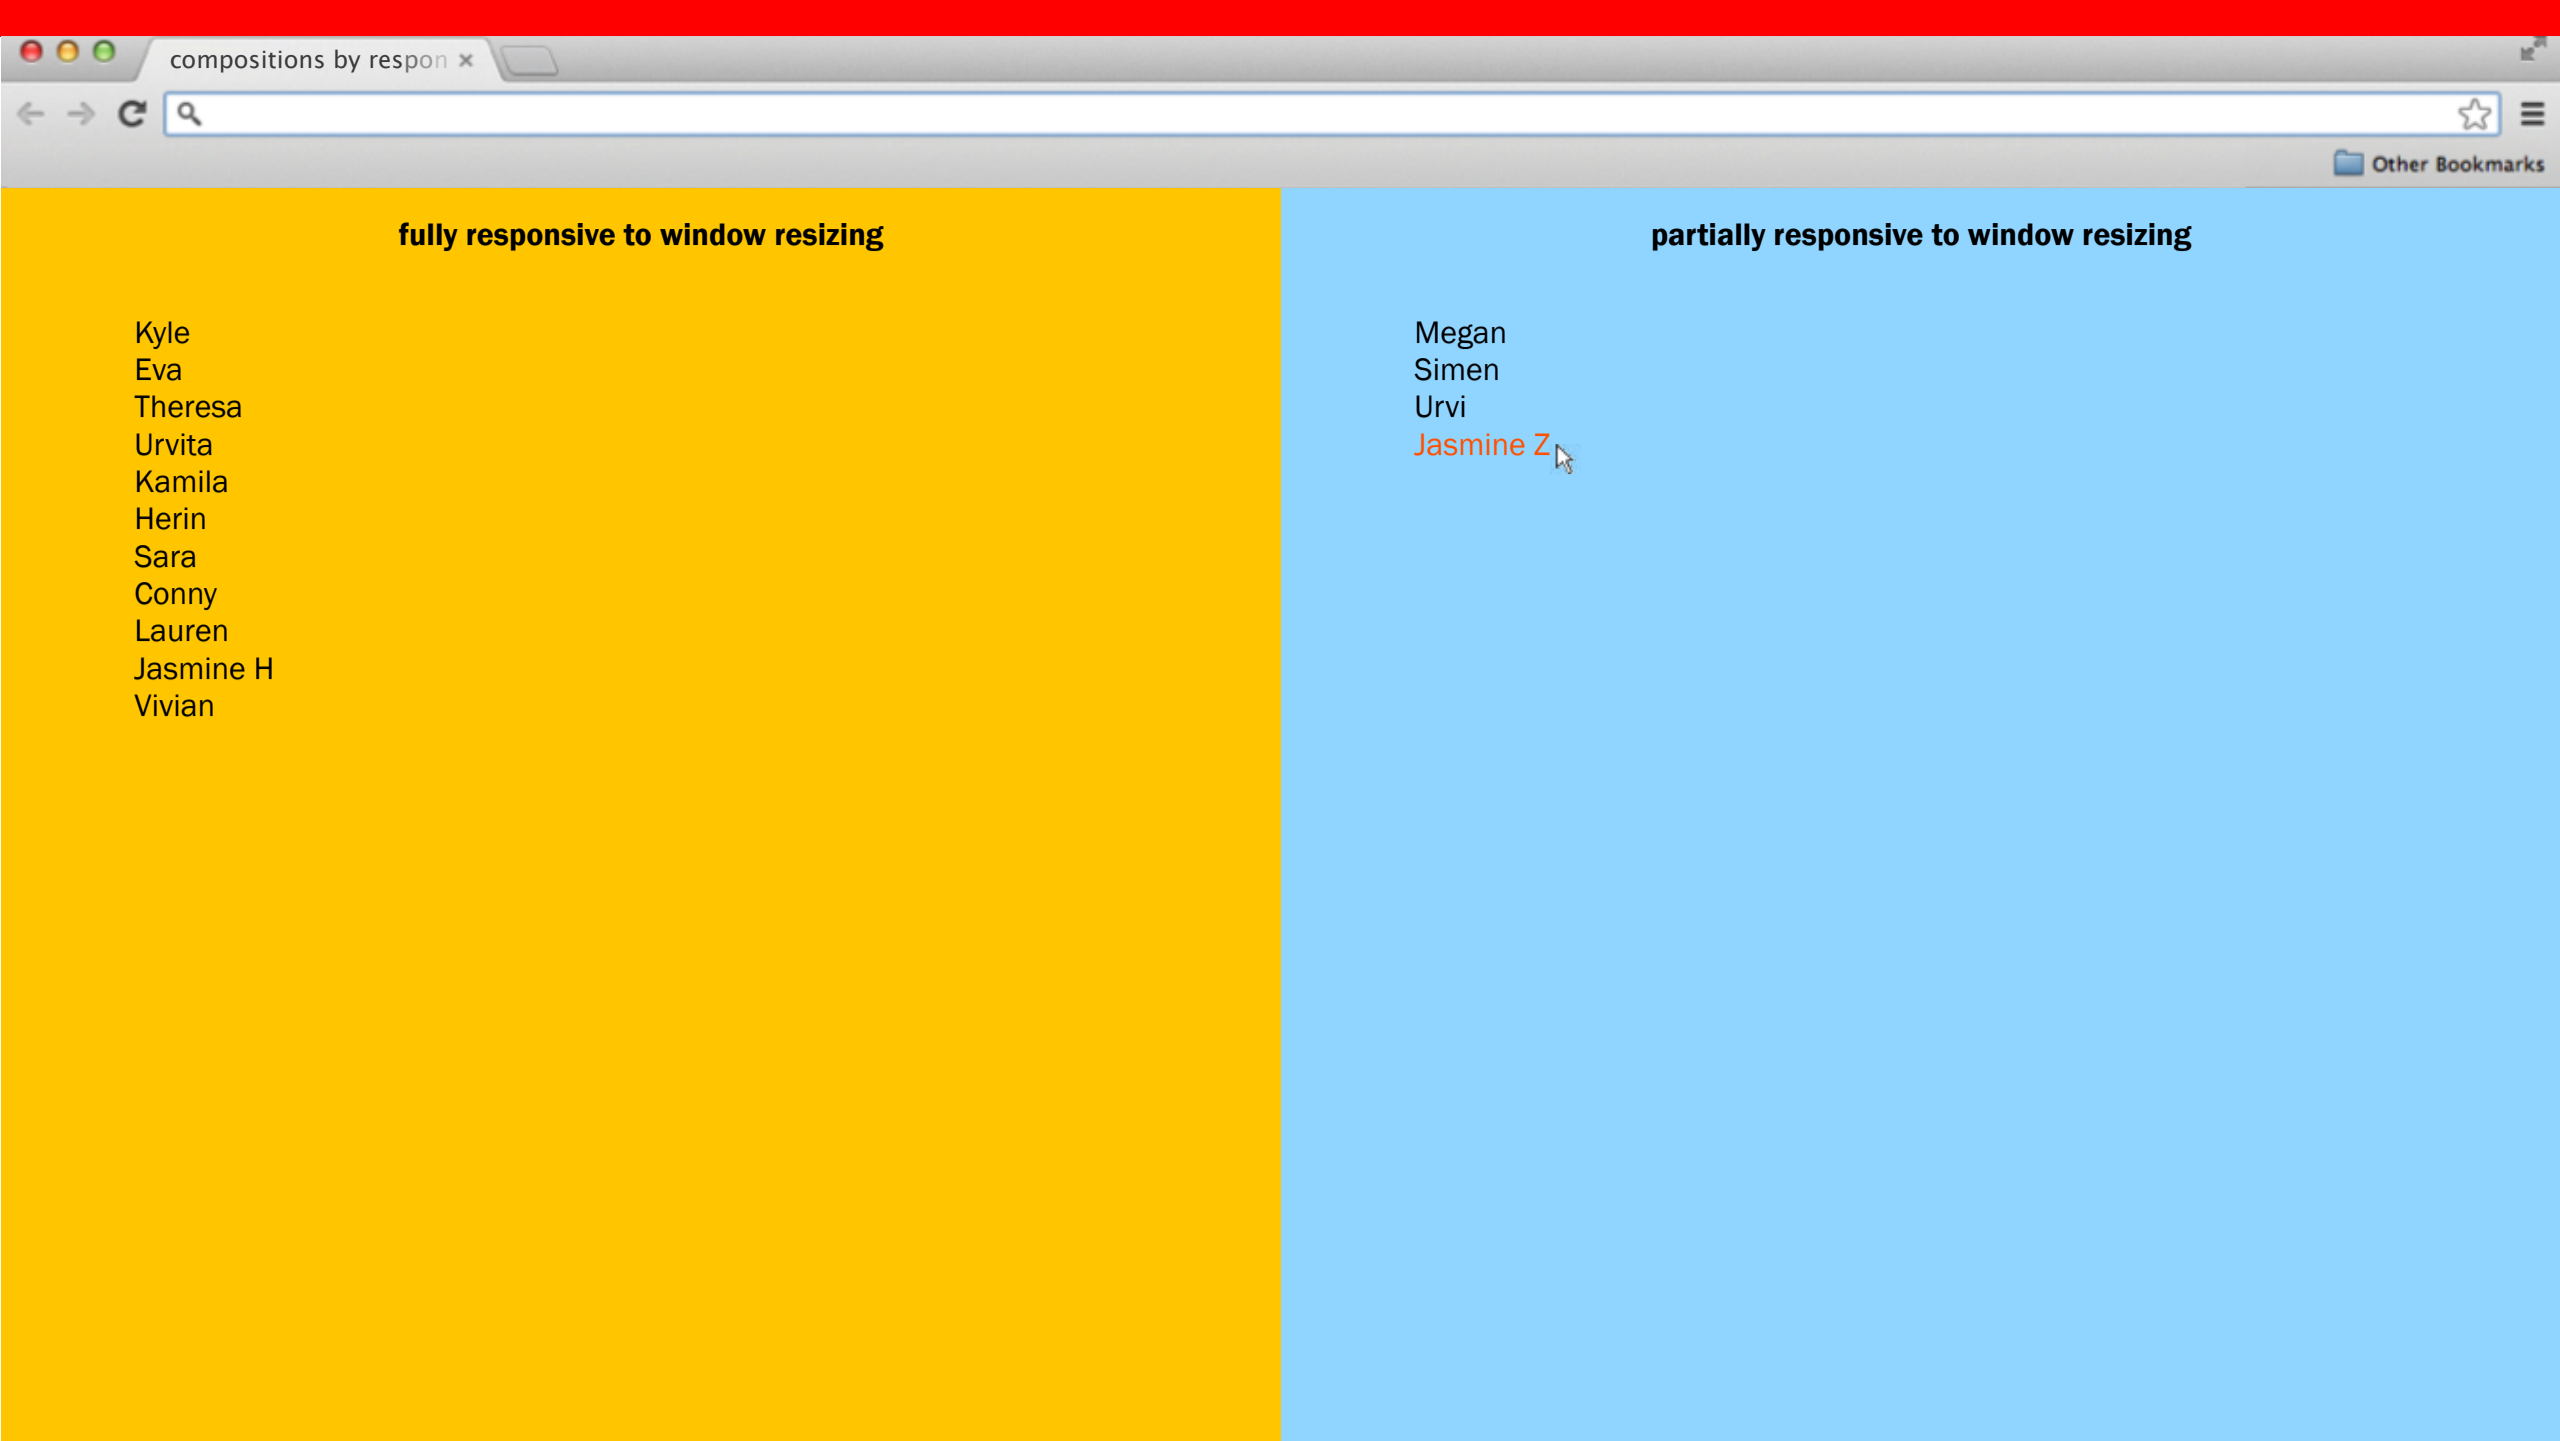 compositions by respon
Other Bookmarks
fully responsive to window resizing
Kyle
Eva
Theresa
Urvita
Kamila
Herin
Sara
Conny
Lauren
Jasmine H
Vivian
partially responsive to window resizing
Megan
Simen
Urvi
Jasmine Z